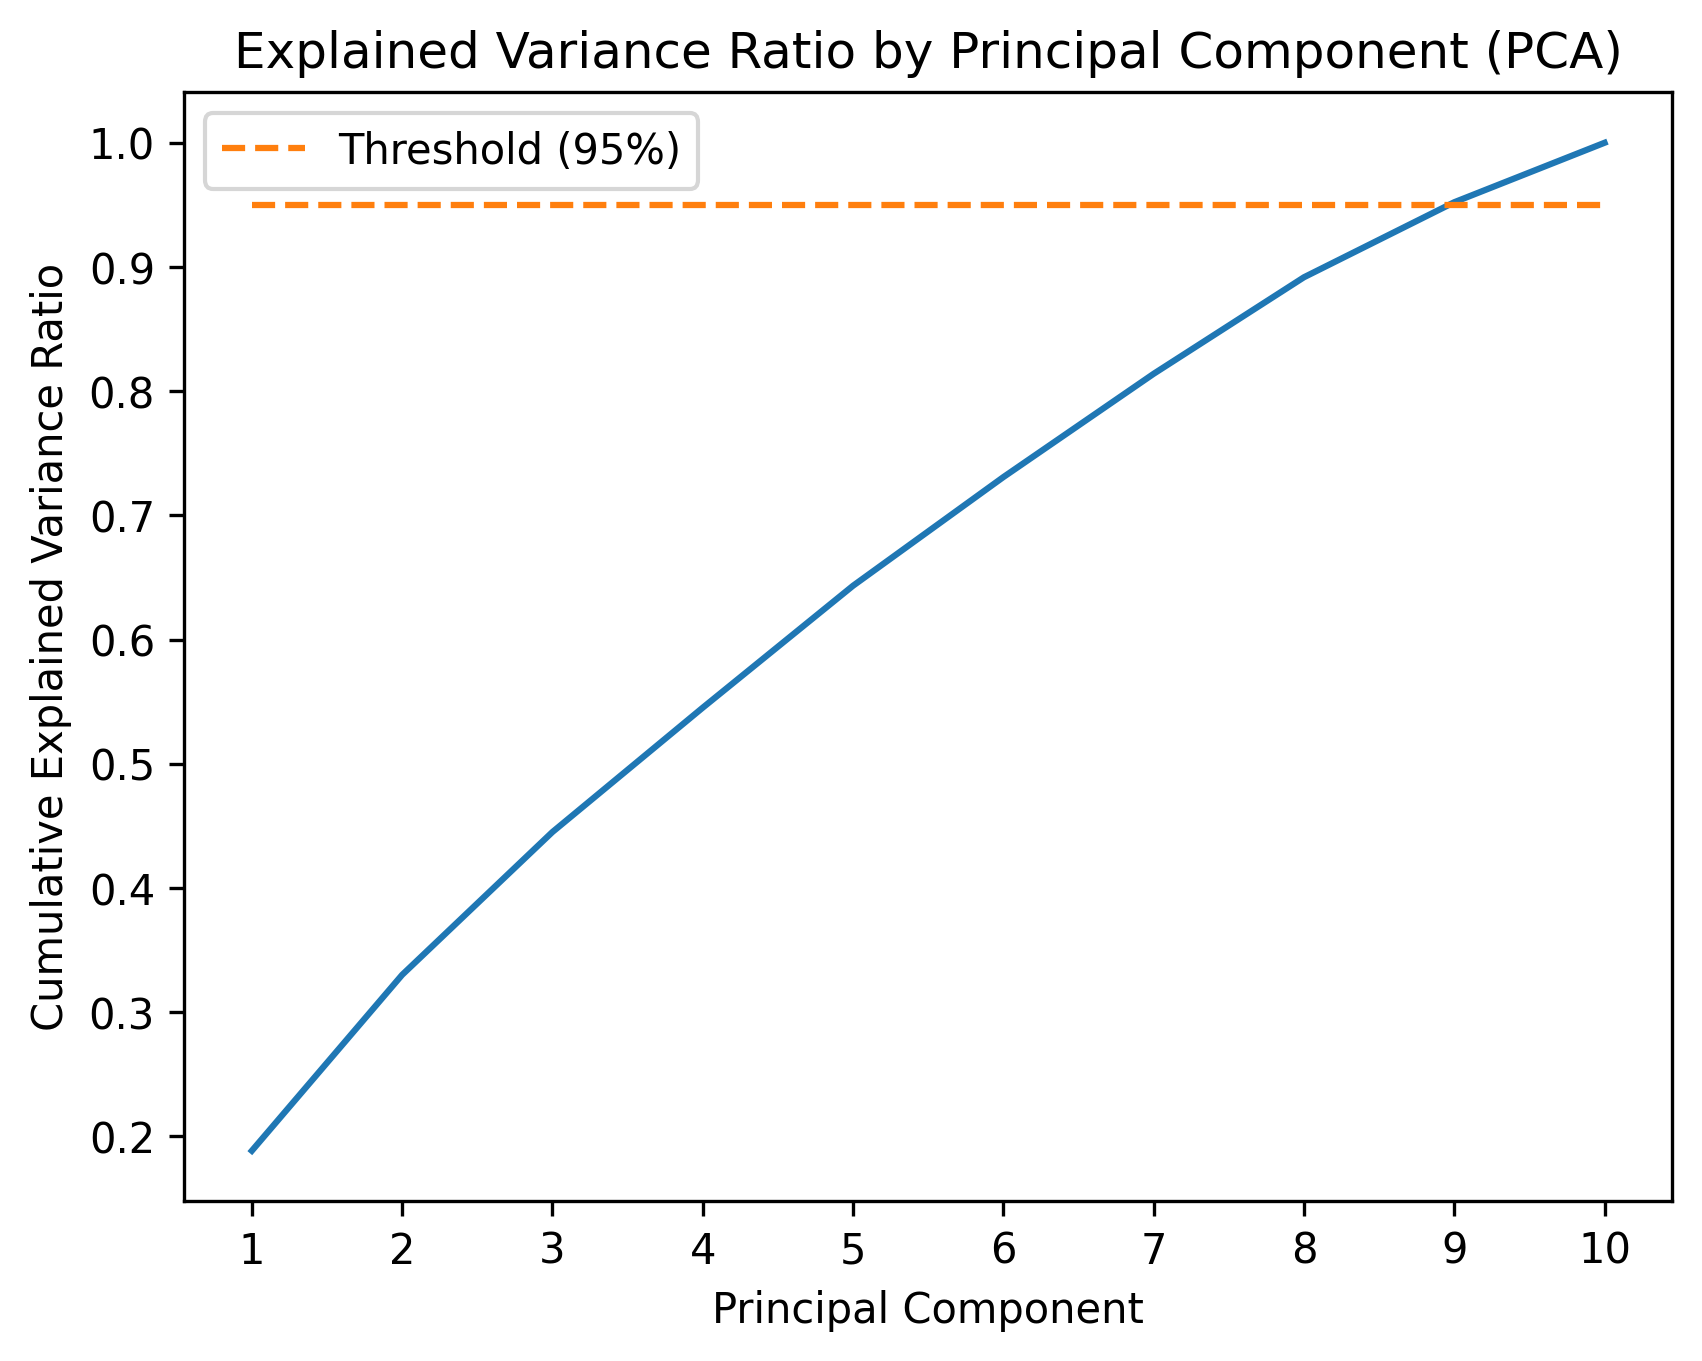 Explained Variance Ratio by Principal Component (PCA)
Threshold (95%)
Cumulative Explained Variance Ratio
1.0
0.9
0.8
0.7
0.6
0.5
0.4
0.3
0.2
1 2 3 4 5 6 7 8 9 10
Principal Component